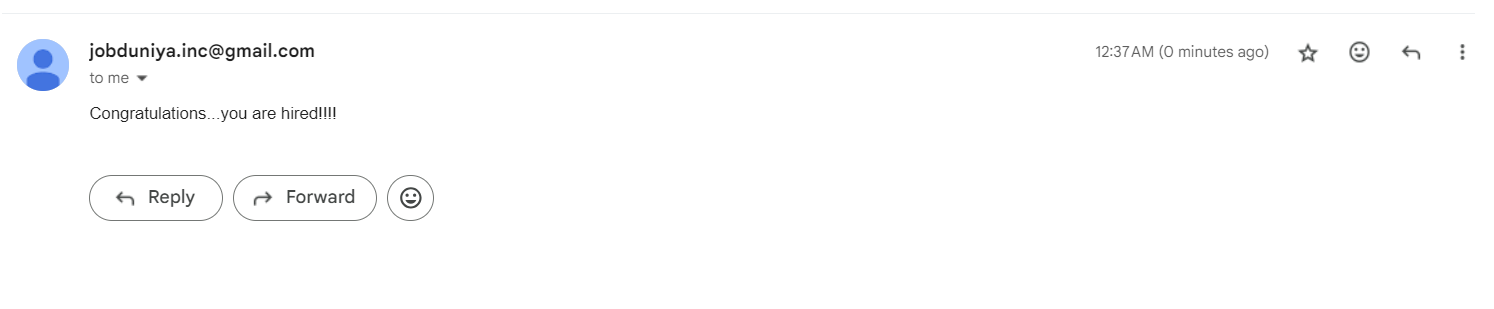 jobduniya.inc@gmail.com 12:37 AM (0 minutes ago)
to me
Congratulations...you are hired!!!!
Reply Forward